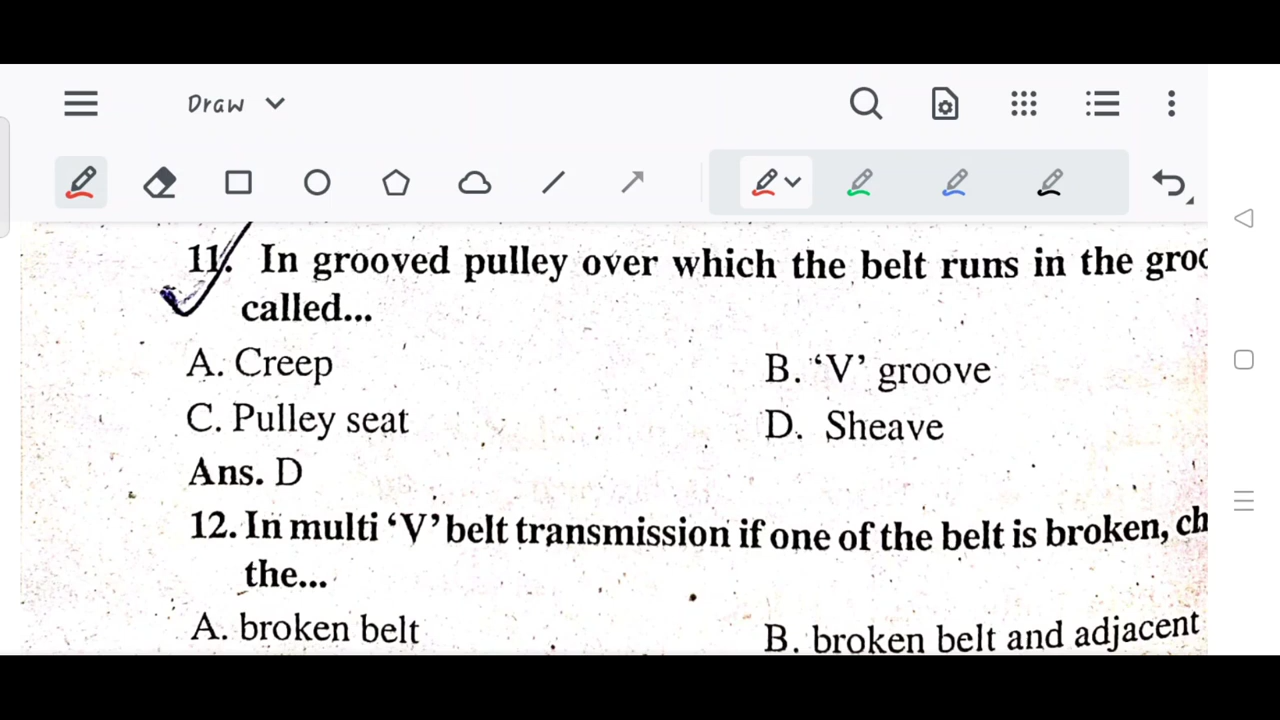 Draw
11. In grooved pulley over which the belt runs in the
called...
A. Creep
B. ‘V’ groove
C. Pulley seat
D. Sheave
Ans. D
12. In multi ‘V’ belt transmission if one of the belt is broken,
the...
A. broken belt
B. broken belt and adjacent